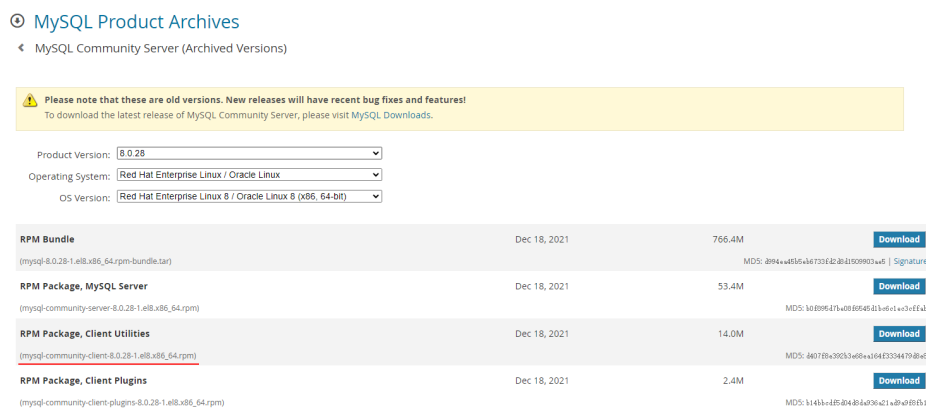 MySQL Product Archives
MySQL Community Server (Archived Versions)
Please note that these are old versions. New releases will have recent bug fixes and features!
To download the latest release of MySQL Community Server, please visit MySQL Downloads.
Product Version: 8.0.28
Operating System: Red Hat Enterprise Linux / Oracle Linux
OS Version: Red Hat Enterprise Linux 8 / Oracle Linux 8 (x86, 64-bit)
RPM Bundle Dec 18, 2021 766.4M Download
(mysql-8.0.28-1.el8.x86_64.rpm-bundle.tar) MD5: | Signature
RPM Package, MySQL Server Dec 18, 2021 53.4M Download
(mysql-community-server-8.0.28-1.el8.x86_64.rpm) MD5:
RPM Package, Client Utilities Dec 18, 2021 14.0M Download
(mysql-community-client-8.0.28-1.el8.x86_64.rpm) MD5:
RPM Package, Client Plugins Dec 18, 2021 2.4M Download
(mysql-community-client-plugins-8.0.28-1.el8.x86_64.rpm) MD5: